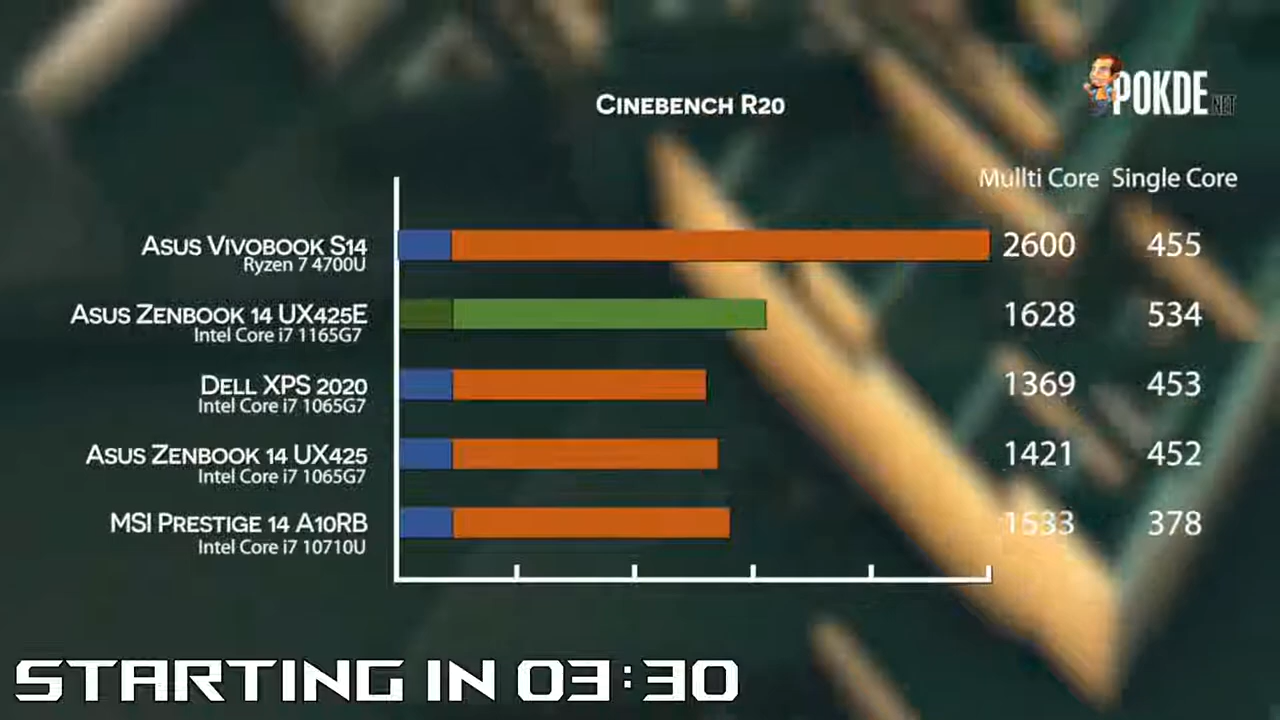 POKDE.NET
CINEBENCH R20
Mullti Core Single Core
ASUS VIVOBOOK S14
Ryzen 7 4700U
2600 455
ASUS ZENBOOK 14 UX425E
Intel Core i7 1165G7
1628 534
DELL XPS 2020
Intel Core i7 1065G7
1369 453
ASUS ZENBOOK 14 UX425
Intel Core i7 1065G7
1421 452
MSI PRESTIGE 14 A10RB
Intel Core i7 10710U
1533 378
STARTING IN 03:30